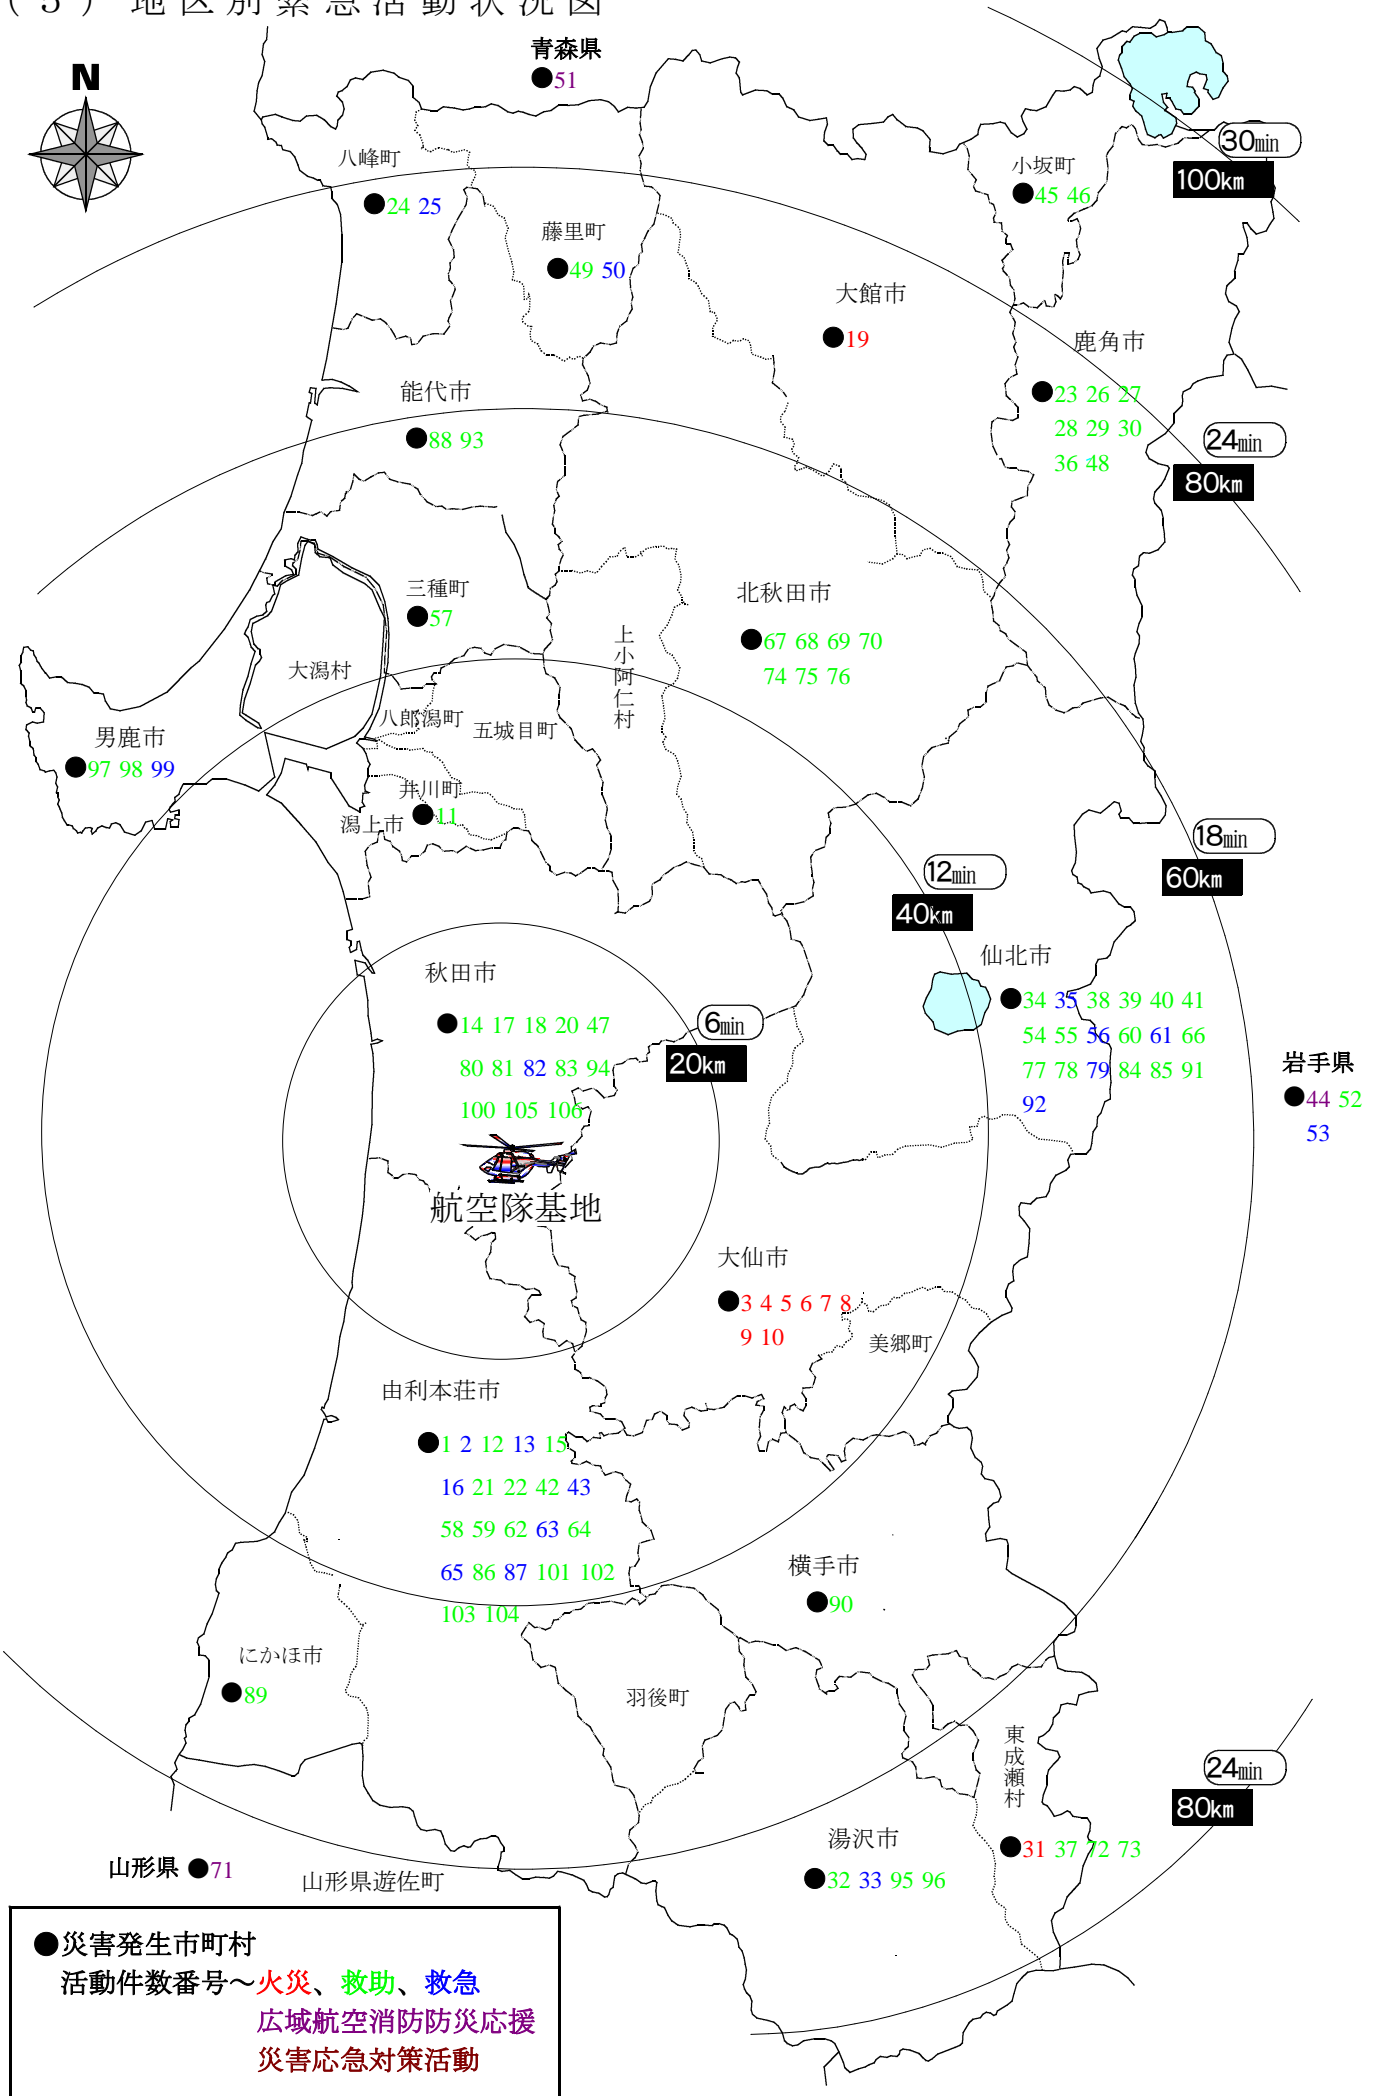 (3) 地区別緊急活動状況図
青森県
51
N
八峰町
24 25
藤里町
49 50
小坂町
45 46
30min
100km
大館市
19
鹿角市
23 26 27
28 29 30
36 48
24min
80km
能代市
88 93
三種町
57
大潟村
上小阿仁村
北秋田市
67 68 69 70
74 75 76
八郎潟町
五城目町
男鹿市
97 98 99
井川町
11
潟上市
18min
60km
12min
40km
秋田市
14 17 18 20 47
80 81 82 83 94
100 105 106
6min
20km
仙北市
34 35 38 39 40 41
54 55 56 60 61 66
77 78 79 84 85 91
92
岩手県
44 52
53
航空隊基地
大仙市
3 4 5 6 7 8
9 10
美郷町
由利本荘市
1 2 12 13 15
16 21 22 42 43
58 59 62 63 64
65 86 87 101 102
103 104
横手市
90
にかほ市
89
羽後町
東成瀬村
31 37 72 73
24min
80km
湯沢市
32 33 95 96
山形県
71
山形県遊佐町
●災害発生市町村
活動件数番号～火災、救助、救急
広域航空消防防災応援
災害応急対策活動